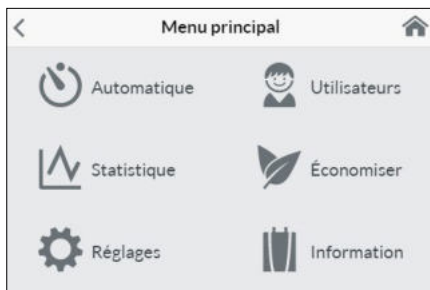 Menu principal
Automatique
Utilisateurs
Statistique
Économiser
Réglages
Information